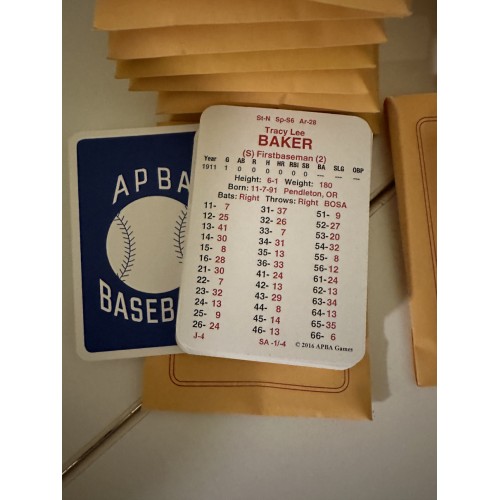 APBA
BASEB
St-N Sp-S6 Ar-28
Tracy Lee
BAKER
(S) Firstbaseman (2)
Year G AB R H HR RBI SB BA SLG OBP
1911 1 0 0 0 0 0 0 --- --- ---
Height: 6-1 Weight: 180
Born: 11-7-91 Pendleton, OR
Bats: Right Throws: Right BOSA
11- 7 31- 37 51- 9
12- 25 32- 26 52- 27
13- 41 33- 7 53- 20
14- 30 34- 31 54- 32
15- 8 35- 14 55- 8
16- 28 36- 33 56- 12
21- 30 41- 24 61- 24
22- 7 42- 13 62- 13
23- 32 43- 29 63- 34
24- 13 44- 8 64- 13
25- 9 45- 14 65- 35
26- 24 46- 13 66- 6
J-4 SA -1/-4 © 2016 APBA Games